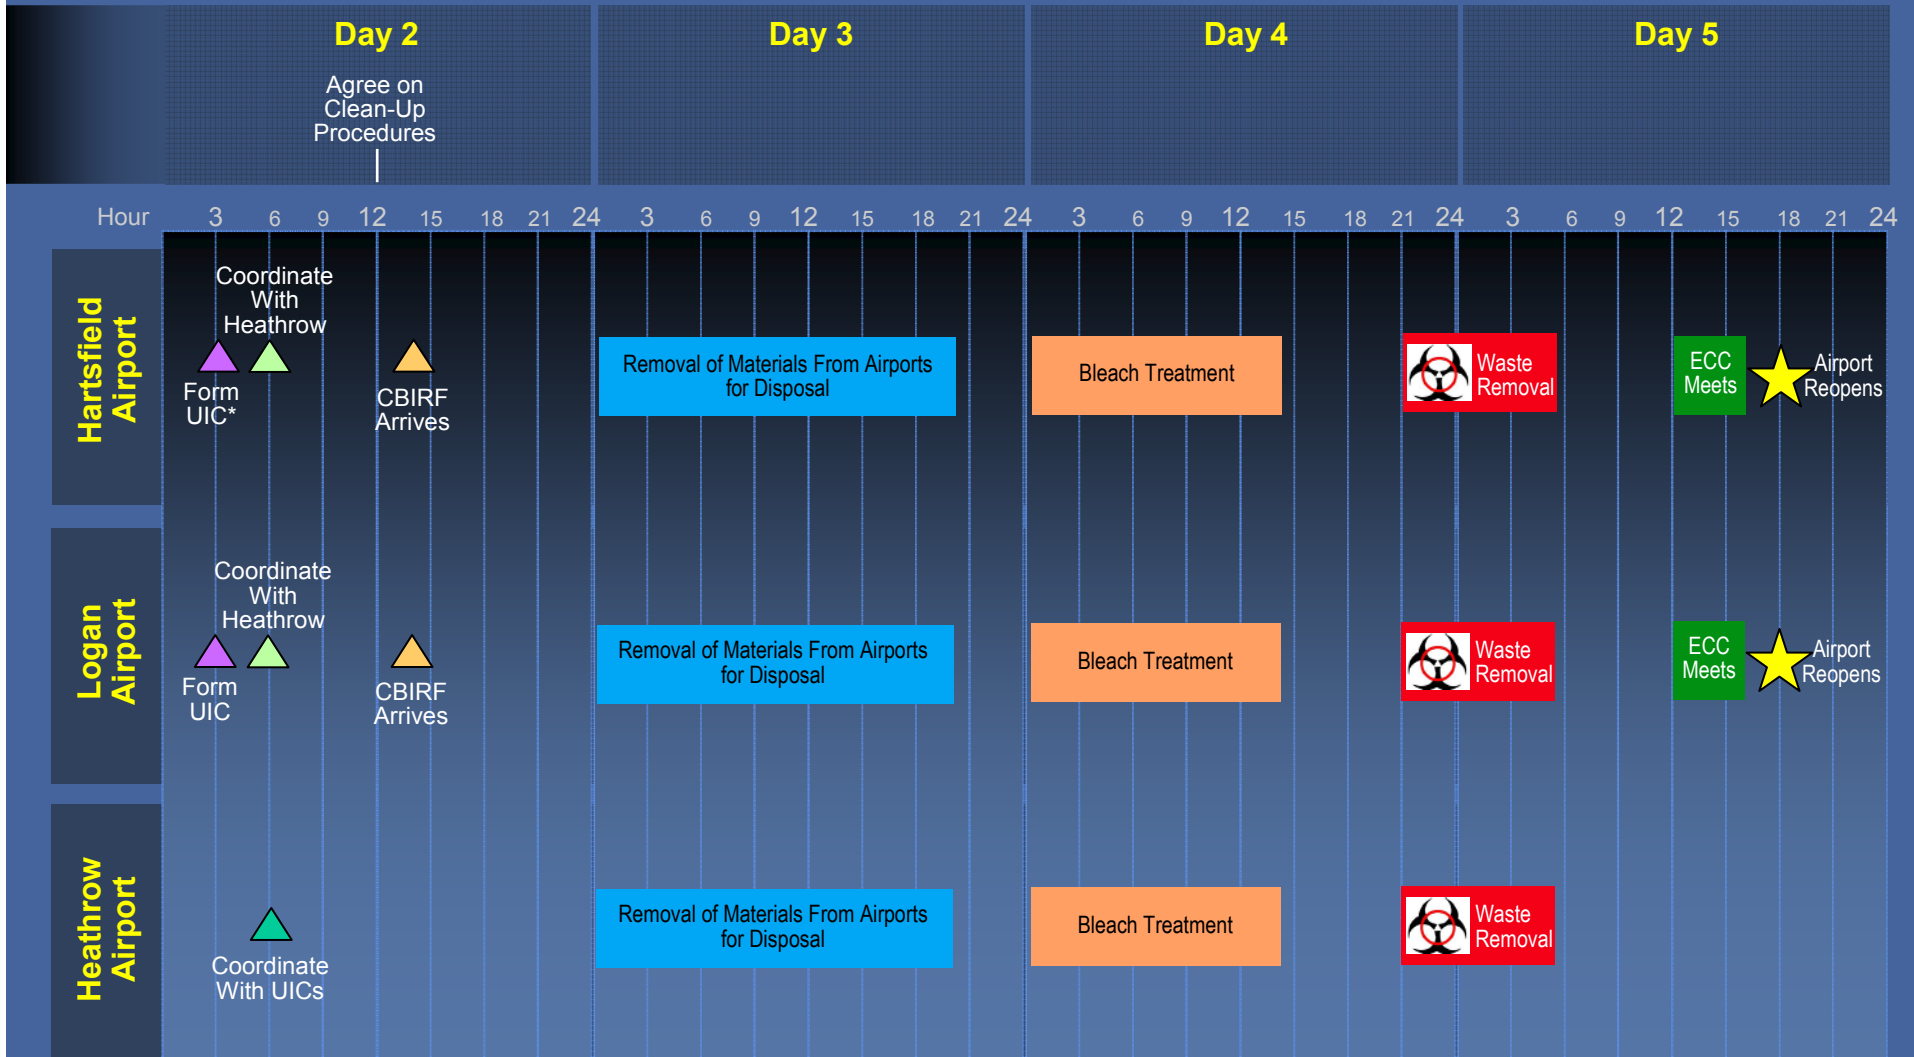 Day 2
Day 3
Day 4
Day 5
Agree on
Clean-Up
Procedures
Hour 3 6 9 12 15 18 21 24 3 6 9 12 15 18 21 24 3 6 9 12 15 18 21 24 3 6 9 12 15 18 21 24
Hartsfield
Airport
Coordinate
With
Heathrow
Form
UIC*
CBIRF
Arrives
Removal of Materials From Airports
for Disposal
Bleach Treatment
Waste
Removal
ECC
Meets
Airport
Reopens
Logan
Airport
Coordinate
With
Heathrow
Form
UIC
CBIRF
Arrives
Removal of Materials From Airports
for Disposal
Bleach Treatment
Waste
Removal
ECC
Meets
Airport
Reopens
Heathrow
Airport
Coordinate
With UICs
Removal of Materials From Airports
for Disposal
Bleach Treatment
Waste
Removal